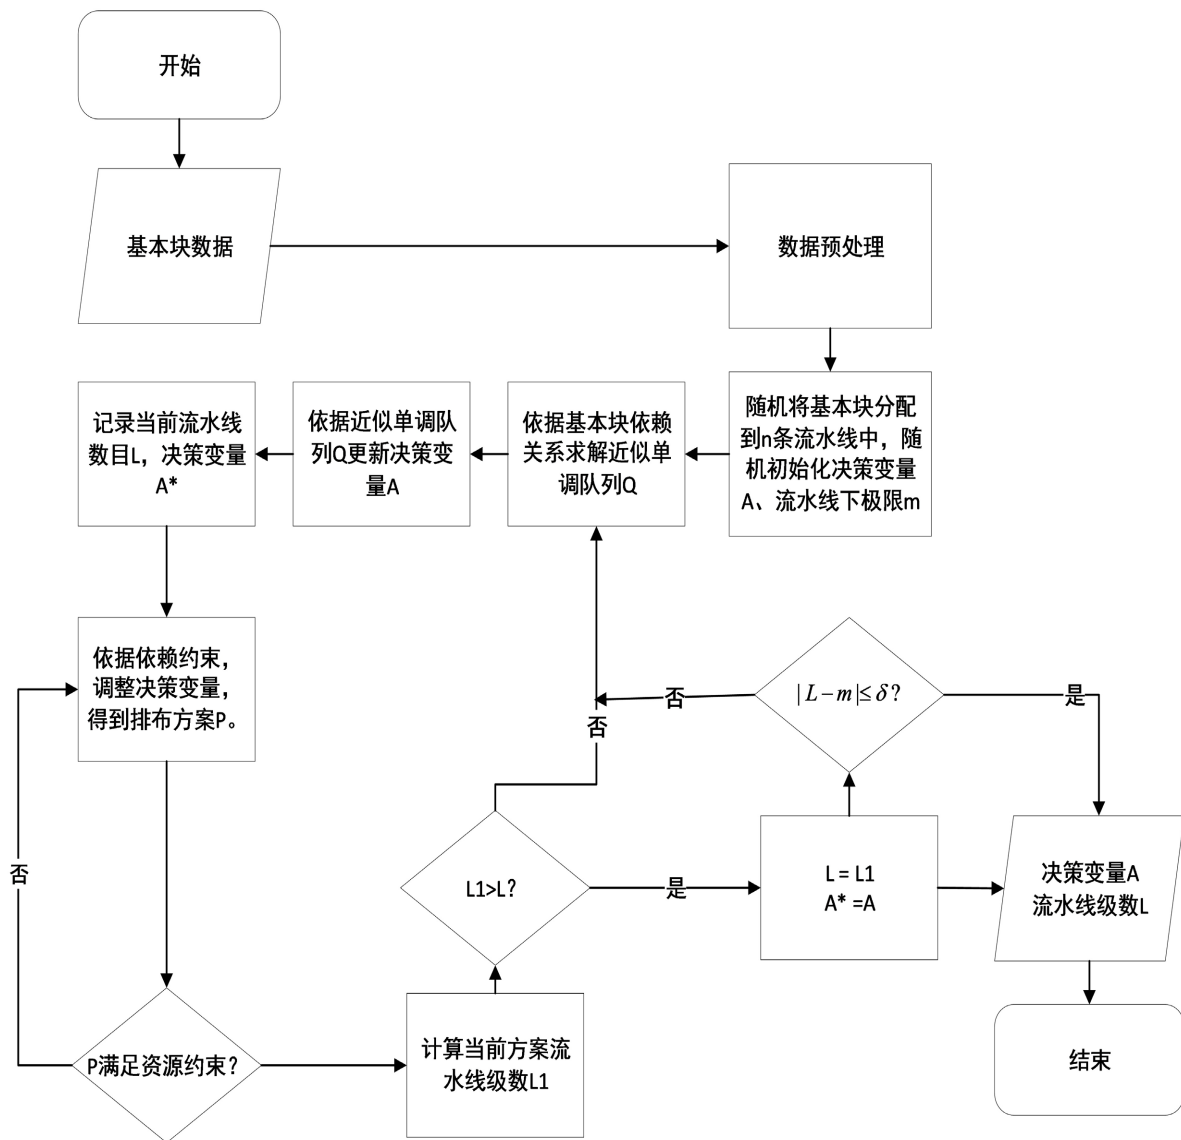 开始
基本块数据
数据预处理
随机将基本块分配
到n条流水线中，随
机初始化决策变量
A、流水线下极限m
依据基本块依赖
关系求解近似单
调队列Q
依据近似单调队
列Q更新决策变
量A
记录当前流水线
数目L，决策变量
A*
依据依赖约束，
调整决策变量，
得到排布方案P。
否
P满足资源约束？
计算当前方案流
水线级数L1
L1>L?
否
是
L = L1
A* =A
|L−m|≤δ?
否
是
决策变量A
流水线级数L
结束